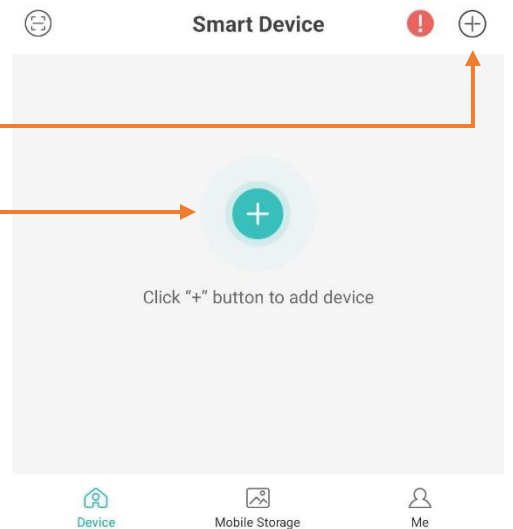 Smart Device
Click “+” button to add device
Device
Mobile Storage
Me